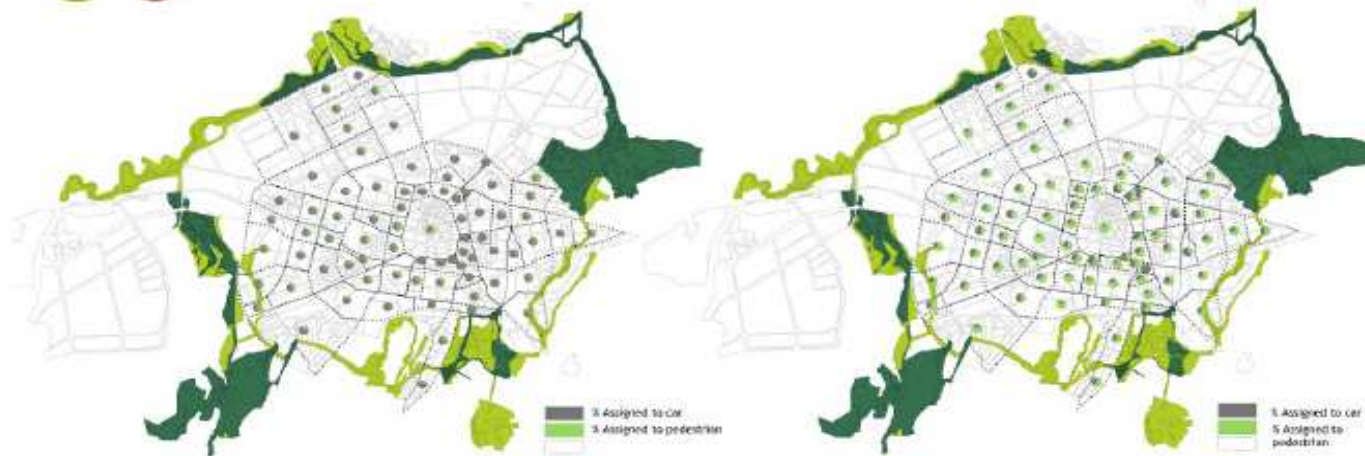 % Assigned to car
% Assigned to pedestrian
% Assigned to car
% Assigned to
pedestrian